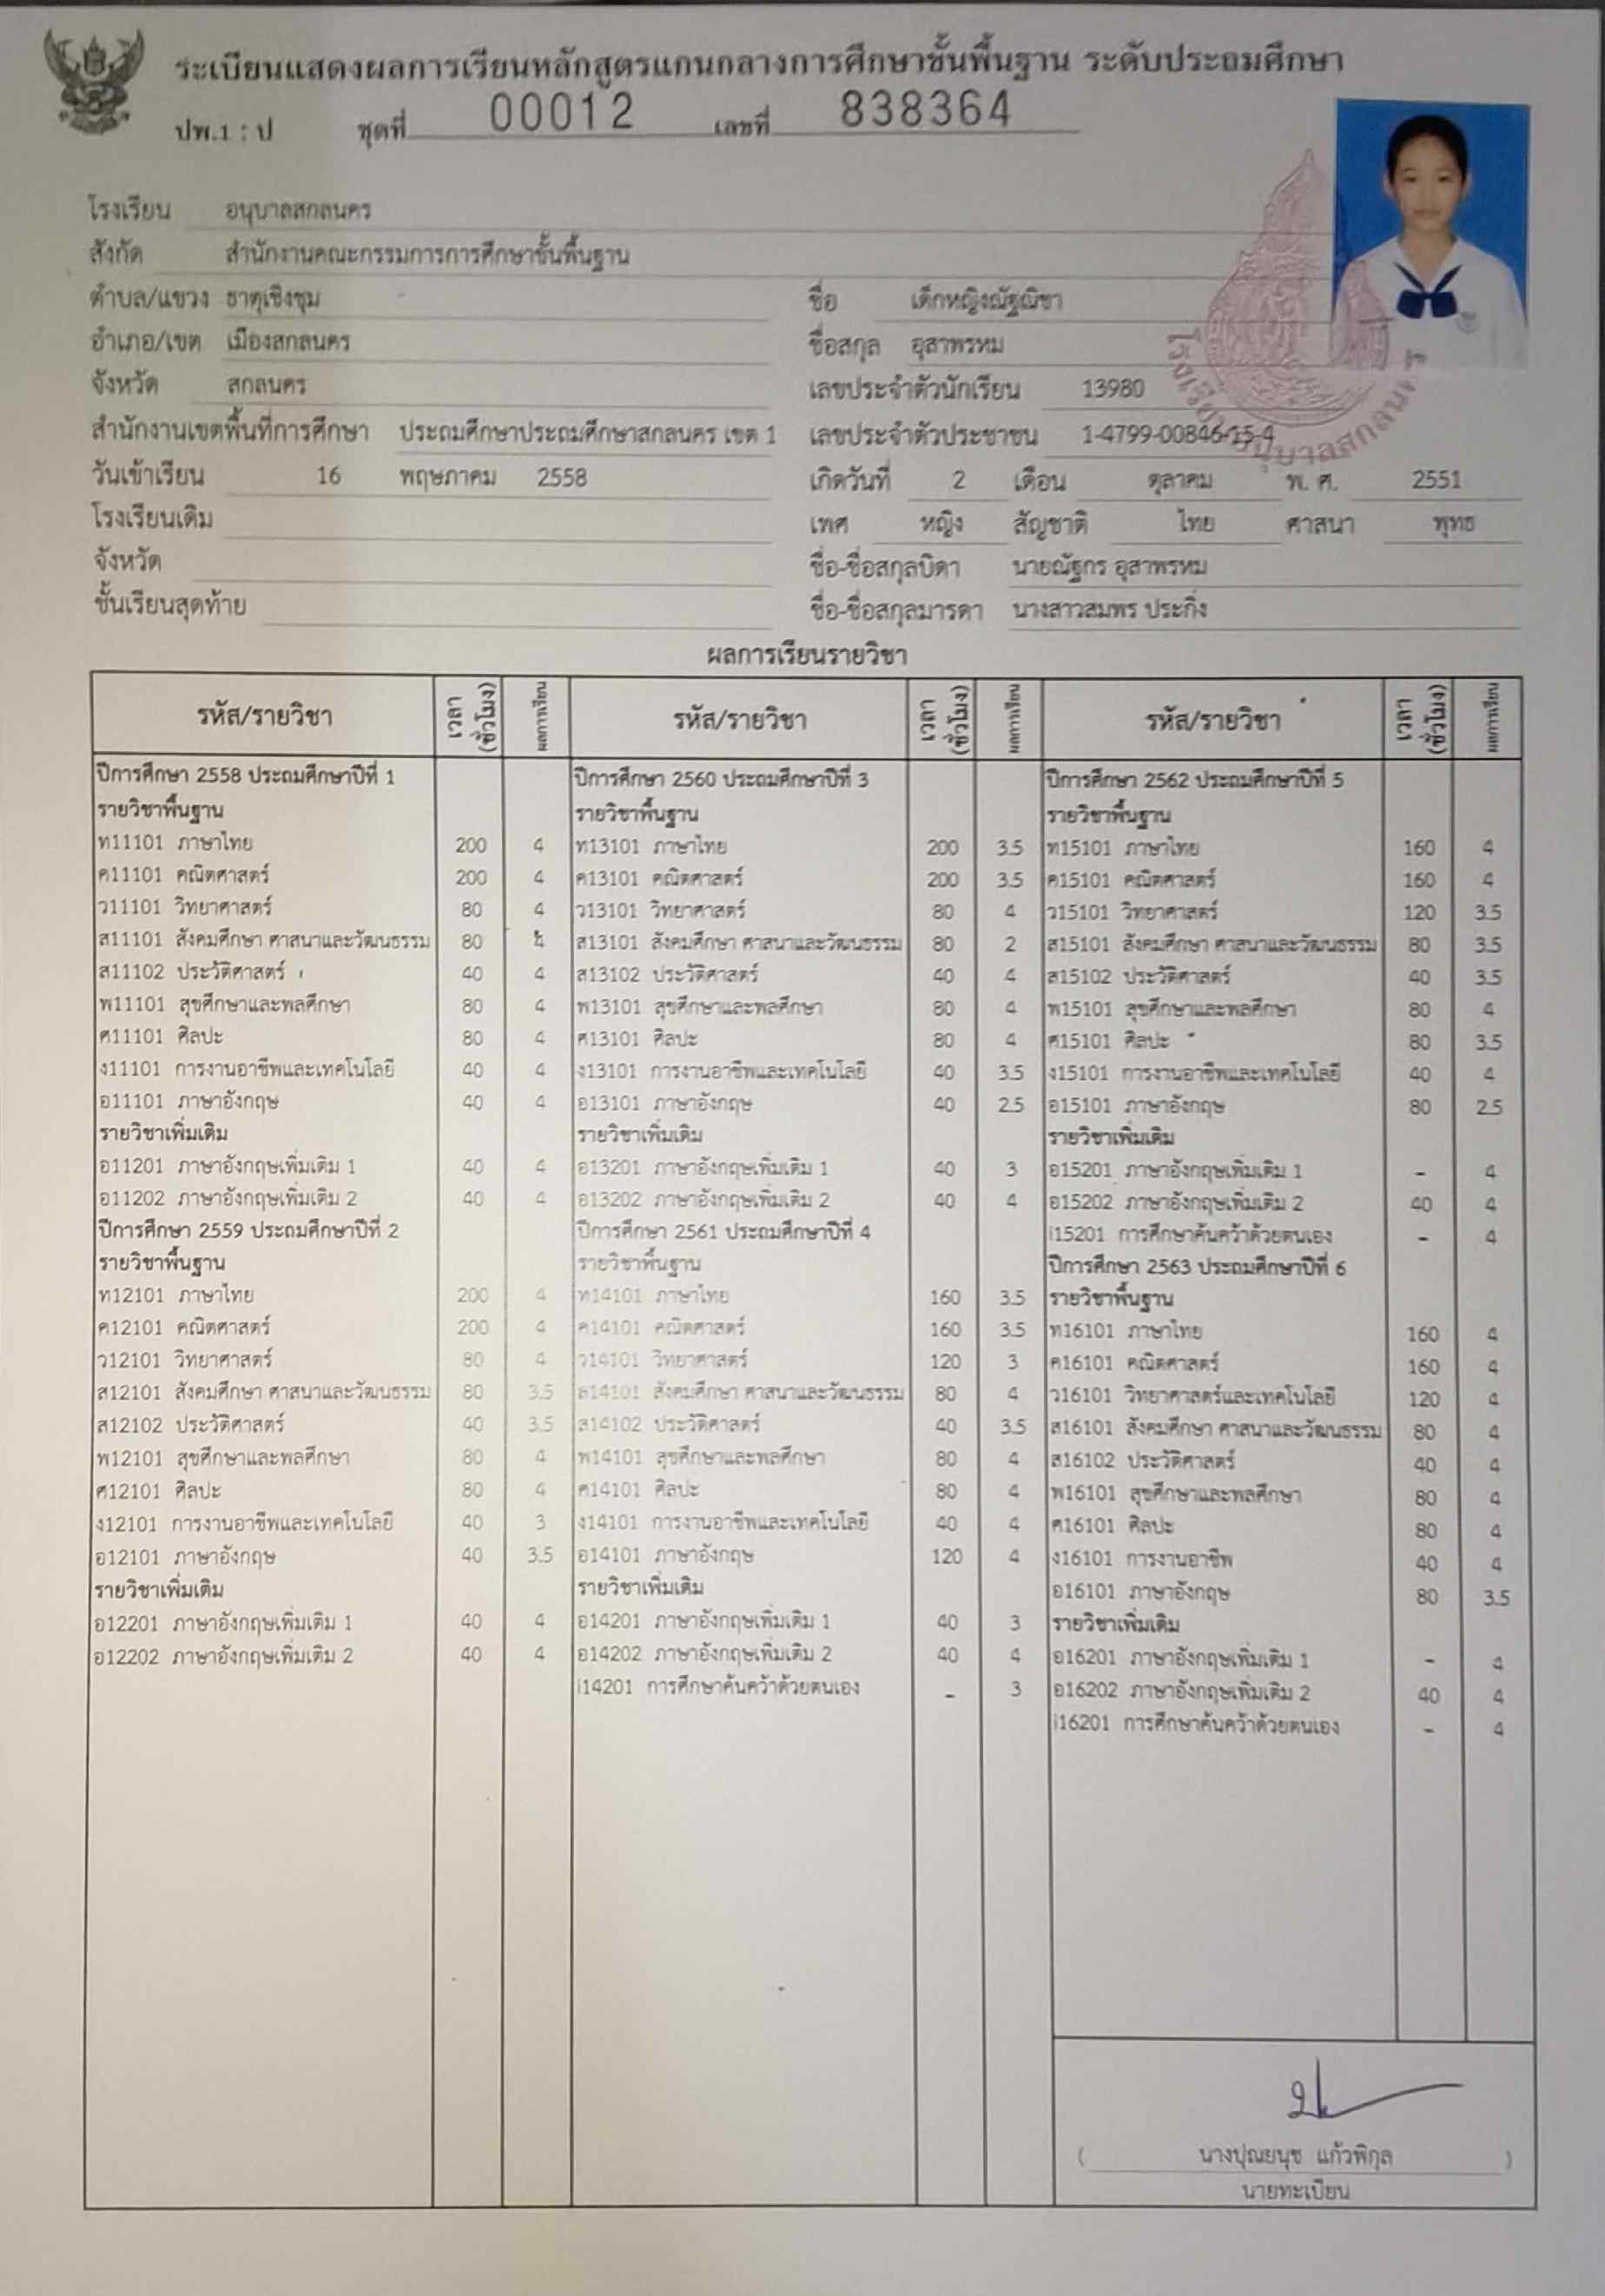 ระเบียนแสดงผลการเรียนหลักสูตรแกนกลางการศึกษาขั้นพื้นฐาน ระดับประถมศึกษา
ปพ.1 : ป ชุดที่ 00012 เลขที่ 838364
โรงเรียน อนุบาลสกลนคร
สังกัด สำนักงานคณะกรรมการการศึกษาขั้นพื้นฐาน
ตำบล/แขวง ธาตุเชิงชุม
อำเภอ/เขต เมืองสกลนคร
จังหวัด สกลนคร
สำนักงานเขตพื้นที่การศึกษา ประถมศึกษาประถมศึกษาสกลนคร เขต 1
วันเข้าเรียน 16 พฤษภาคม 2558
โรงเรียนเดิม
จังหวัด
ชั้นเรียนสุดท้าย
ชื่อ เด็กหญิงณัฐณิชา
ชื่อสกุล อุสาพรหม
เลขประจำตัวนักเรียน 13980
เลขประจำตัวประชาชน 1-4799-00846-15-4
เกิดวันที่ 2 เดือน ตุลาคม พ. ศ. 2551
เพศ หญิง สัญชาติ ไทย ศาสนา พุทธ
ชื่อ-ชื่อสกุลบิดา นายณัฐกร อุสาพรหม
ชื่อ-ชื่อสกุลมารดา นางสาวสมพร ประกิ่ง
โรงเรียนอนุบาลสกลนคร
ผลการเรียนรายวิชา
รหัส/รายวิชา เวลา (ชั่วโมง) ผลการเรียน
ปีการศึกษา 2558 ประถมศึกษาปีที่ 1
รายวิชาพื้นฐาน
ท11101 ภาษาไทย 200 4
ค11101 คณิตศาสตร์ 200 4
ว11101 วิทยาศาสตร์ 80 4
ส11101 สังคมศึกษา ศาสนาและวัฒนธรรม 80 4
ส11102 ประวัติศาสตร์ 40 4
พ11101 สุขศึกษาและพลศึกษา 80 4
ศ11101 ศิลปะ 80 4
ง11101 การงานอาชีพและเทคโนโลยี 40 4
อ11101 ภาษาอังกฤษ 40 4
รายวิชาเพิ่มเติม
อ11201 ภาษาอังกฤษเพิ่มเติม 1 40 4
อ11202 ภาษาอังกฤษเพิ่มเติม 2 40 4
ปีการศึกษา 2559 ประถมศึกษาปีที่ 2
รายวิชาพื้นฐาน
ท12101 ภาษาไทย 200 4
ค12101 คณิตศาสตร์ 200 4
ว12101 วิทยาศาสตร์ 80 4
ส12101 สังคมศึกษา ศาสนาและวัฒนธรรม 80 3.5
ส12102 ประวัติศาสตร์ 40 3.5
พ12101 สุขศึกษาและพลศึกษา 80 4
ศ12101 ศิลปะ 80 4
ง12101 การงานอาชีพและเทคโนโลยี 40 3
อ12101 ภาษาอังกฤษ 40 3.5
รายวิชาเพิ่มเติม
อ12201 ภาษาอังกฤษเพิ่มเติม 1 40 4
อ12202 ภาษาอังกฤษเพิ่มเติม 2 40 4
รหัส/รายวิชา เวลา (ชั่วโมง) ผลการเรียน
ปีการศึกษา 2560 ประถมศึกษาปีที่ 3
รายวิชาพื้นฐาน
ท13101 ภาษาไทย 200 3.5
ค13101 คณิตศาสตร์ 200 3.5
ว13101 วิทยาศาสตร์ 80 4
ส13101 สังคมศึกษา ศาสนาและวัฒนธรรม 80 2
ส13102 ประวัติศาสตร์ 40 4
พ13101 สุขศึกษาและพลศึกษา 80 4
ศ13101 ศิลปะ 80 4
ง13101 การงานอาชีพและเทคโนโลยี 40 3.5
อ13101 ภาษาอังกฤษ 40 2.5
รายวิชาเพิ่มเติม
อ13201 ภาษาอังกฤษเพิ่มเติม 1 40 3
อ13202 ภาษาอังกฤษเพิ่มเติม 2 40 4
ปีการศึกษา 2561 ประถมศึกษาปีที่ 4
รายวิชาพื้นฐาน
ท14101 ภาษาไทย 160 3.5
ค14101 คณิตศาสตร์ 160 3.5
ว14101 วิทยาศาสตร์ 120 3
ส14101 สังคมศึกษา ศาสนาและวัฒนธรรม 80 4
ส14102 ประวัติศาสตร์ 40 3.5
พ14101 สุขศึกษาและพลศึกษา 80 4
ศ14101 ศิลปะ 80 4
ง14101 การงานอาชีพและเทคโนโลยี 40 4
อ14101 ภาษาอังกฤษ 120 4
รายวิชาเพิ่มเติม
อ14201 ภาษาอังกฤษเพิ่มเติม 1 40 3
อ14202 ภาษาอังกฤษเพิ่มเติม 2 40 4
i14201 การศึกษาค้นคว้าด้วยตนเอง - 3
รหัส/รายวิชา เวลา (ชั่วโมง) ผลการเรียน
ปีการศึกษา 2562 ประถมศึกษาปีที่ 5
รายวิชาพื้นฐาน
ท15101 ภาษาไทย 160 4
ค15101 คณิตศาสตร์ 160 4
ว15101 วิทยาศาสตร์ 120 3.5
ส15101 สังคมศึกษา ศาสนาและวัฒนธรรม 80 3.5
ส15102 ประวัติศาสตร์ 40 3.5
พ15101 สุขศึกษาและพลศึกษา 80 4
ศ15101 ศิลปะ 80 3.5
ง15101 การงานอาชีพและเทคโนโลยี 40 4
อ15101 ภาษาอังกฤษ 80 2.5
รายวิชาเพิ่มเติม
อ15201 ภาษาอังกฤษเพิ่มเติม 1 - 4
อ15202 ภาษาอังกฤษเพิ่มเติม 2 40 4
i15201 การศึกษาค้นคว้าด้วยตนเอง - 4
ปีการศึกษา 2563 ประถมศึกษาปีที่ 6
รายวิชาพื้นฐาน
ท16101 ภาษาไทย 160 4
ค16101 คณิตศาสตร์ 160 4
ว16101 วิทยาศาสตร์และเทคโนโลยี 120 4
ส16101 สังคมศึกษา ศาสนาและวัฒนธรรม 80 4
ส16102 ประวัติศาสตร์ 40 4
พ16101 สุขศึกษาและพลศึกษา 80 4
ศ16101 ศิลปะ 80 4
ง16101 การงานอาชีพ 40 4
อ16101 ภาษาอังกฤษ 80 3.5
รายวิชาเพิ่มเติม
อ16201 ภาษาอังกฤษเพิ่มเติม 1 - 4
อ16202 ภาษาอังกฤษเพิ่มเติม 2 40 4
i16201 การศึกษาค้นคว้าด้วยตนเอง - 4
( นางปุณยนุช แก้วพิกุล )
นายทะเบียน